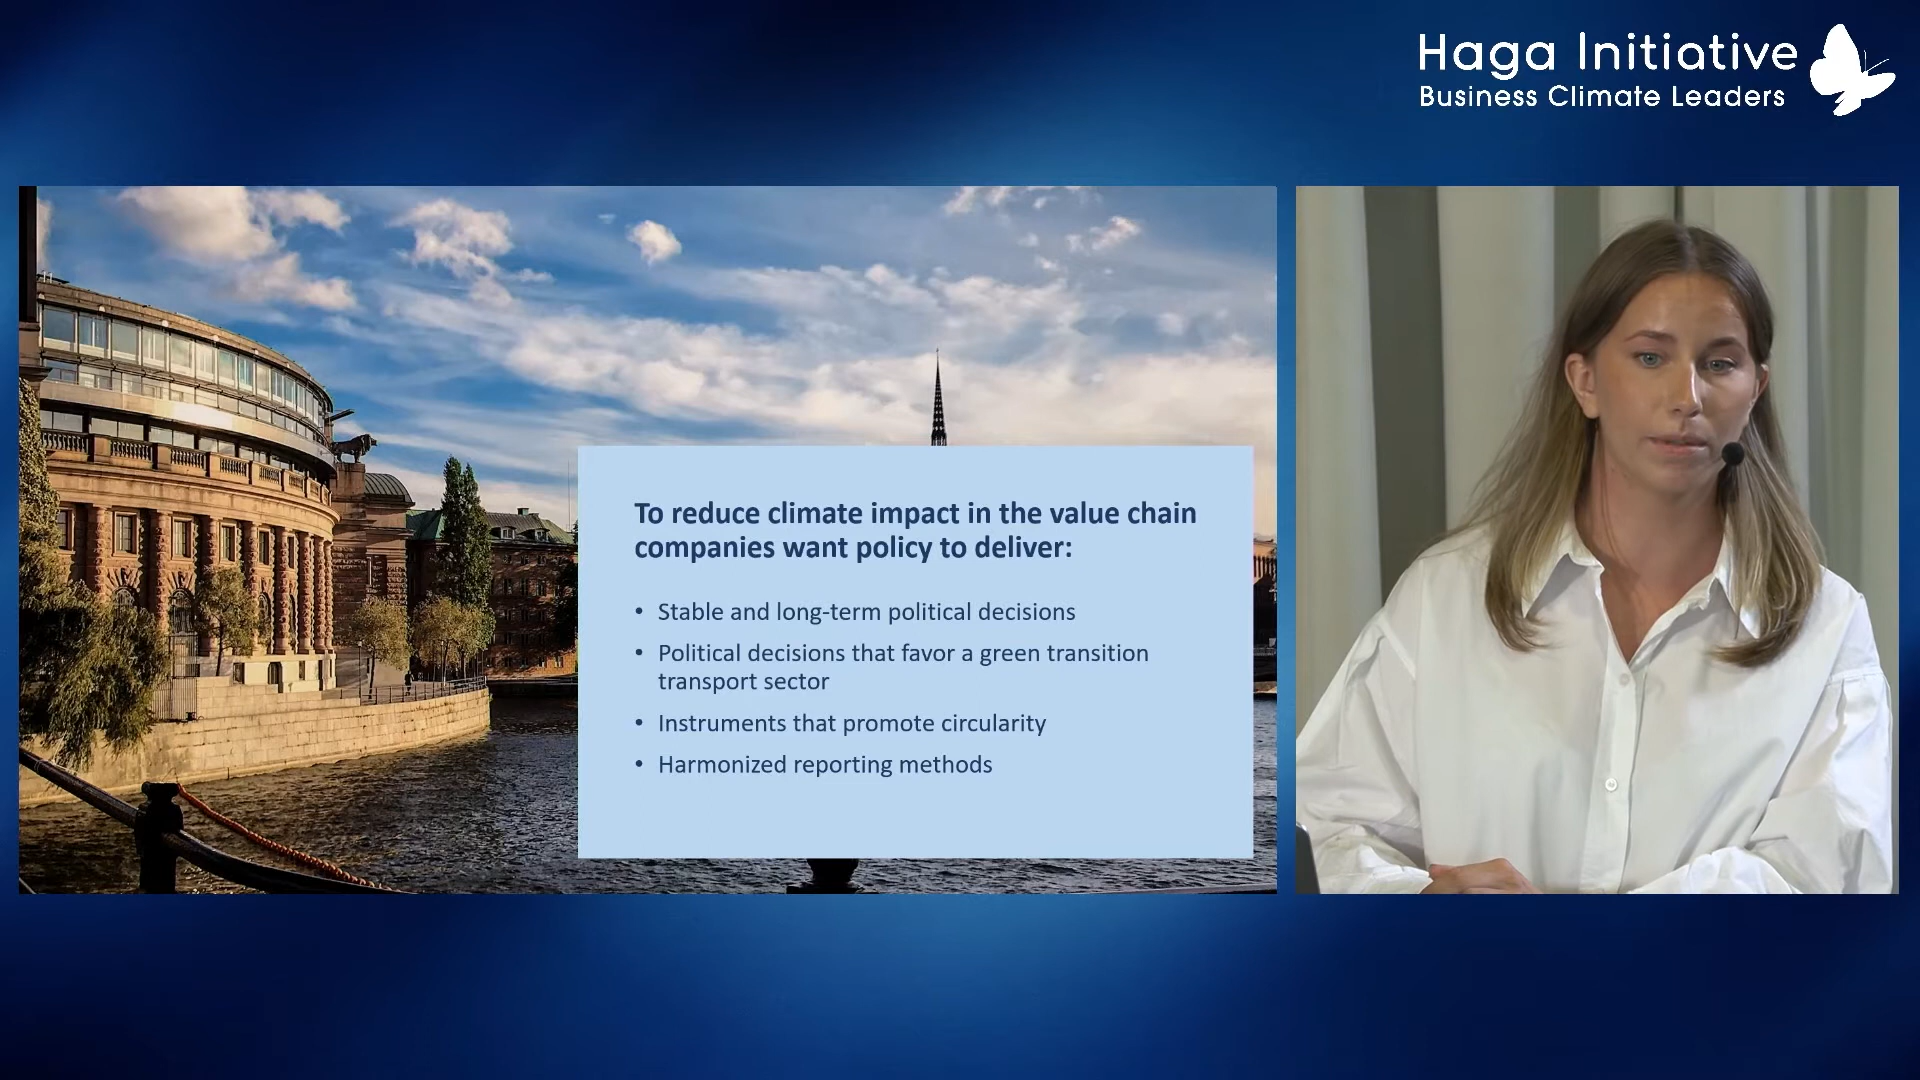 Haga Initiative
Business Climate Leaders
To reduce climate impact in the value chain
companies want policy to deliver:
• Stable and long-term political decisions
• Political decisions that favor a green transition
transport sector
• Instruments that promote circularity
• Harmonized reporting methods